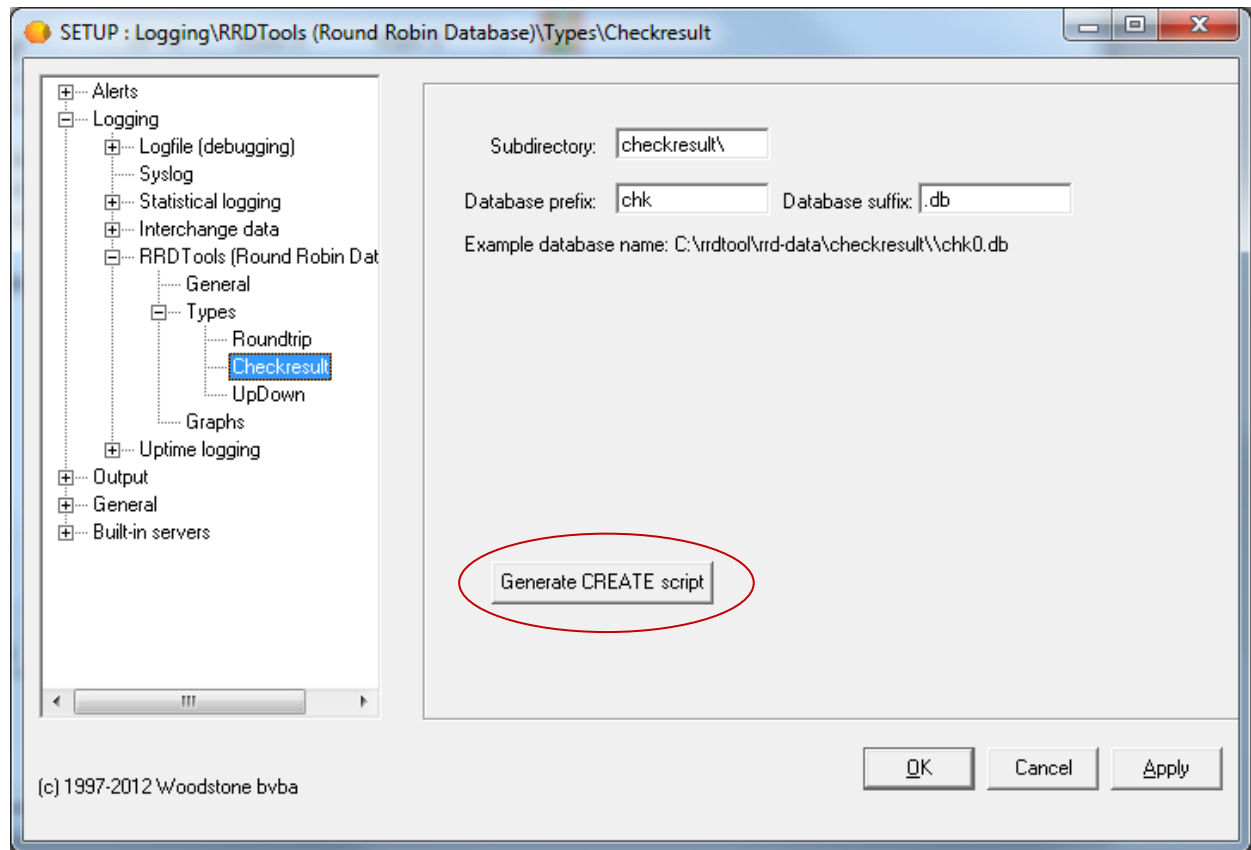 SETUP : Logging\RRDTools (Round Robin Database)\Types\Checkresult
Alerts
Logging
Logfile (debugging)
Syslog
Statistical logging
Interchange data
RRDTools (Round Robin Dat
General
Types
Roundtrip
Checkresult
UpDown
Graphs
Uptime logging
Output
General
Built-in servers
Subdirectory: checkresult\
Database prefix: chk Database suffix: .db
Example database name: C:\rrdtool\rrd-data\checkresult\\chk0.db
Generate CREATE script
OK Cancel Apply
(c) 1997-2012 Woodstone bvba